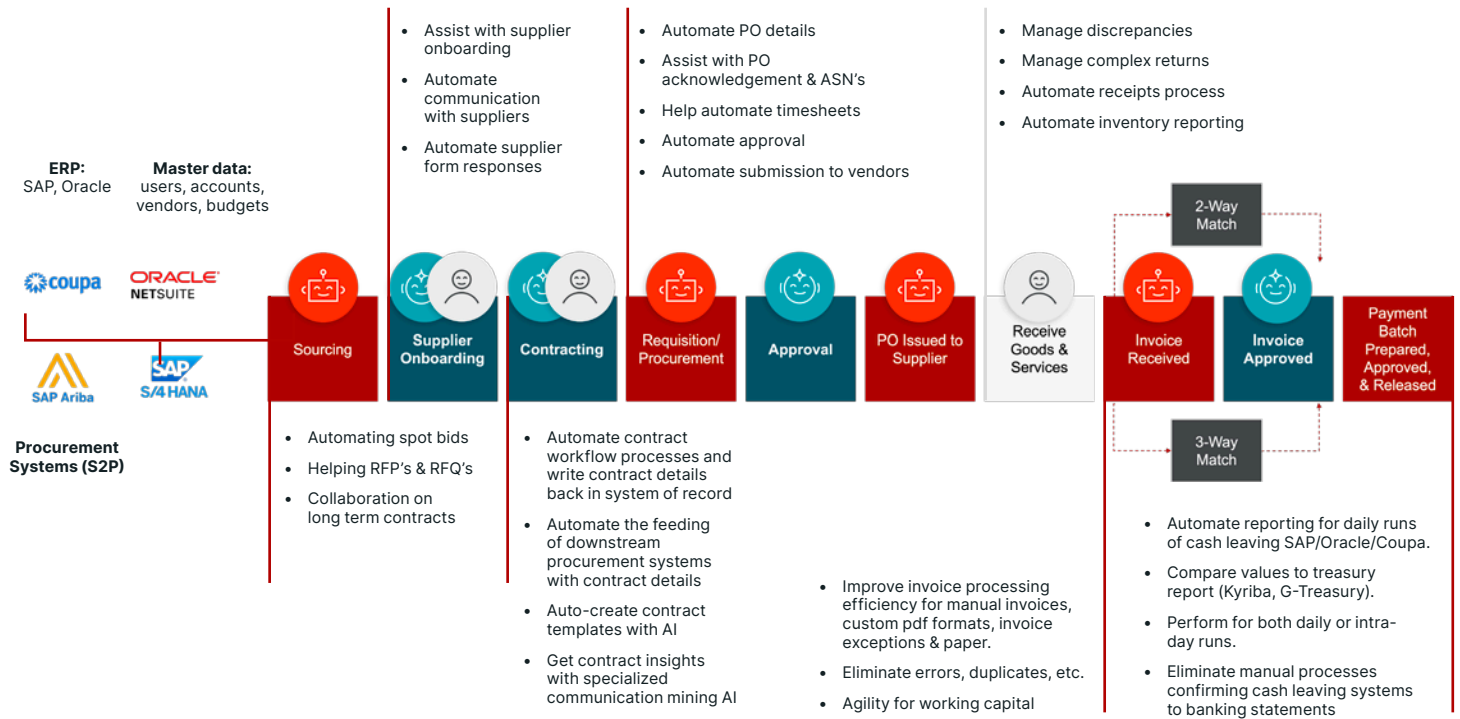 • Assist with supplier
onboarding
• Automate
communication
with suppliers
• Automate supplier
form responses
• Automate PO details
• Assist with PO
acknowledgement & ASN's
• Help automate timesheets
• Automate approval
• Automate submission to vendors
• Manage discrepancies
• Manage complex returns
• Automate receipts process
• Automate inventory reporting
ERP:
SAP, Oracle
Master data:
users, accounts,
vendors, budgets
coupa
ORACLE
NETSUITE
SAP Ariba
SAP
S/4 HANA
Procurement
Systems (S2P)
Sourcing
Supplier
Onboarding
Contracting
Requisition/
Procurement
Approval
PO Issued to
Supplier
Receive
Goods &
Services
2-Way
Match
Invoice
Received
Invoice
Approved
3-Way
Match
Payment
Batch
Prepared,
Approved,
& Released
• Automating spot bids
• Helping RFP's & RFQ's
• Collaboration on
long term contracts
• Automate contract
workflow processes and
write contract details
back in system of record
• Automate the feeding
of downstream
procurement systems
with contract details
• Auto-create contract
templates with AI
• Get contract insights
with specialized
communication mining AI
• Improve invoice processing
efficiency for manual invoices,
custom pdf formats, invoice
exceptions & paper.
• Eliminate errors, duplicates, etc.
• Agility for working capital
• Automate reporting for daily runs
of cash leaving SAP/Oracle/Coupa.
• Compare values to treasury
report (Kyriba, G-Treasury).
• Perform for both daily or intra-
day runs.
• Eliminate manual processes
confirming cash leaving systems
to banking statements